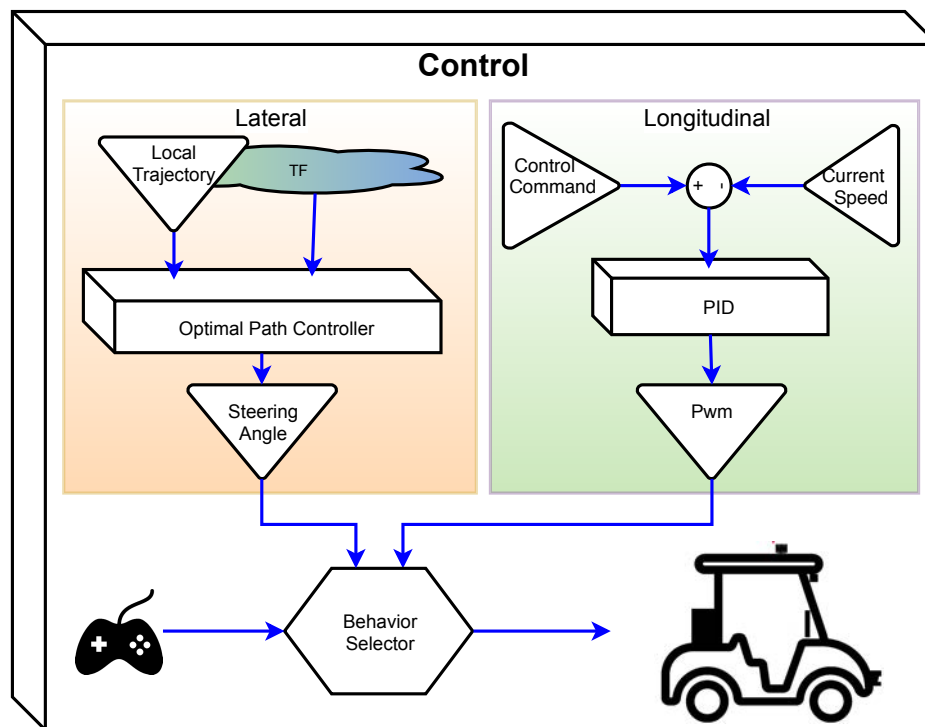 Control
Lateral
Local
Trajectory
TF
Optimal Path Controller
Steering
Angle
Longitudinal
Control
Command
+ -
Current
Speed
PID
Pwm
Behavior
Selector